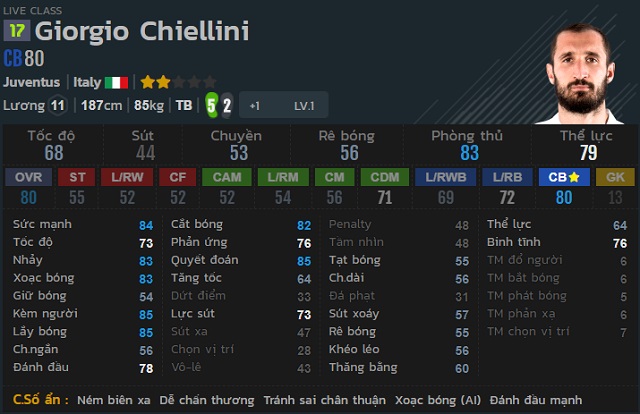 LIVE CLASS
17 Giorgio Chiellini
CB 80
Juventus Italy
Lương 11 187cm 85kg TB 5 2 +1 LV.1
Tốc độ Sút Chuyền Rê bóng Phòng thủ Thể lực
68 44 53 56 83 79
OVR ST L/RW CF CAM L/RM CM CDM L/RWB L/RB CB GK
80 55 52 52 52 54 52 71 69 72 80 13
Sức mạnh 84 Cắt bóng 82 Penalty 48 Thể lực 64
Tốc độ 73 Phản ứng 76 Tầm nhìn 48 Bình tĩnh 76
Nhảy 83 Quyết đoán 85 Tạt bóng 55 TM đổ người 6
Xoạc bóng 83 Tăng tốc 64 Ch.dài 56 TM bắt bóng 6
Giữ bóng 54 Dứt điểm 33 Đá phạt 31 TM phát bóng 5
Kèm người 85 Lực sút 73 Sút xoáy 57 TM phản xạ 6
Lấy bóng 85 Sút xa 47 Rê bóng 55 TM chọn vị trí 7
Ch.ngắn 56 Chọn vị trí 28 Khéo léo 56
Đánh đầu 78 Vô-lê 43 Thăng bằng 60
C.Số ẩn : Ném biên xa Dễ chấn thương Tránh sai chân thuận Xoạc bóng (AI) Đánh đầu mạnh